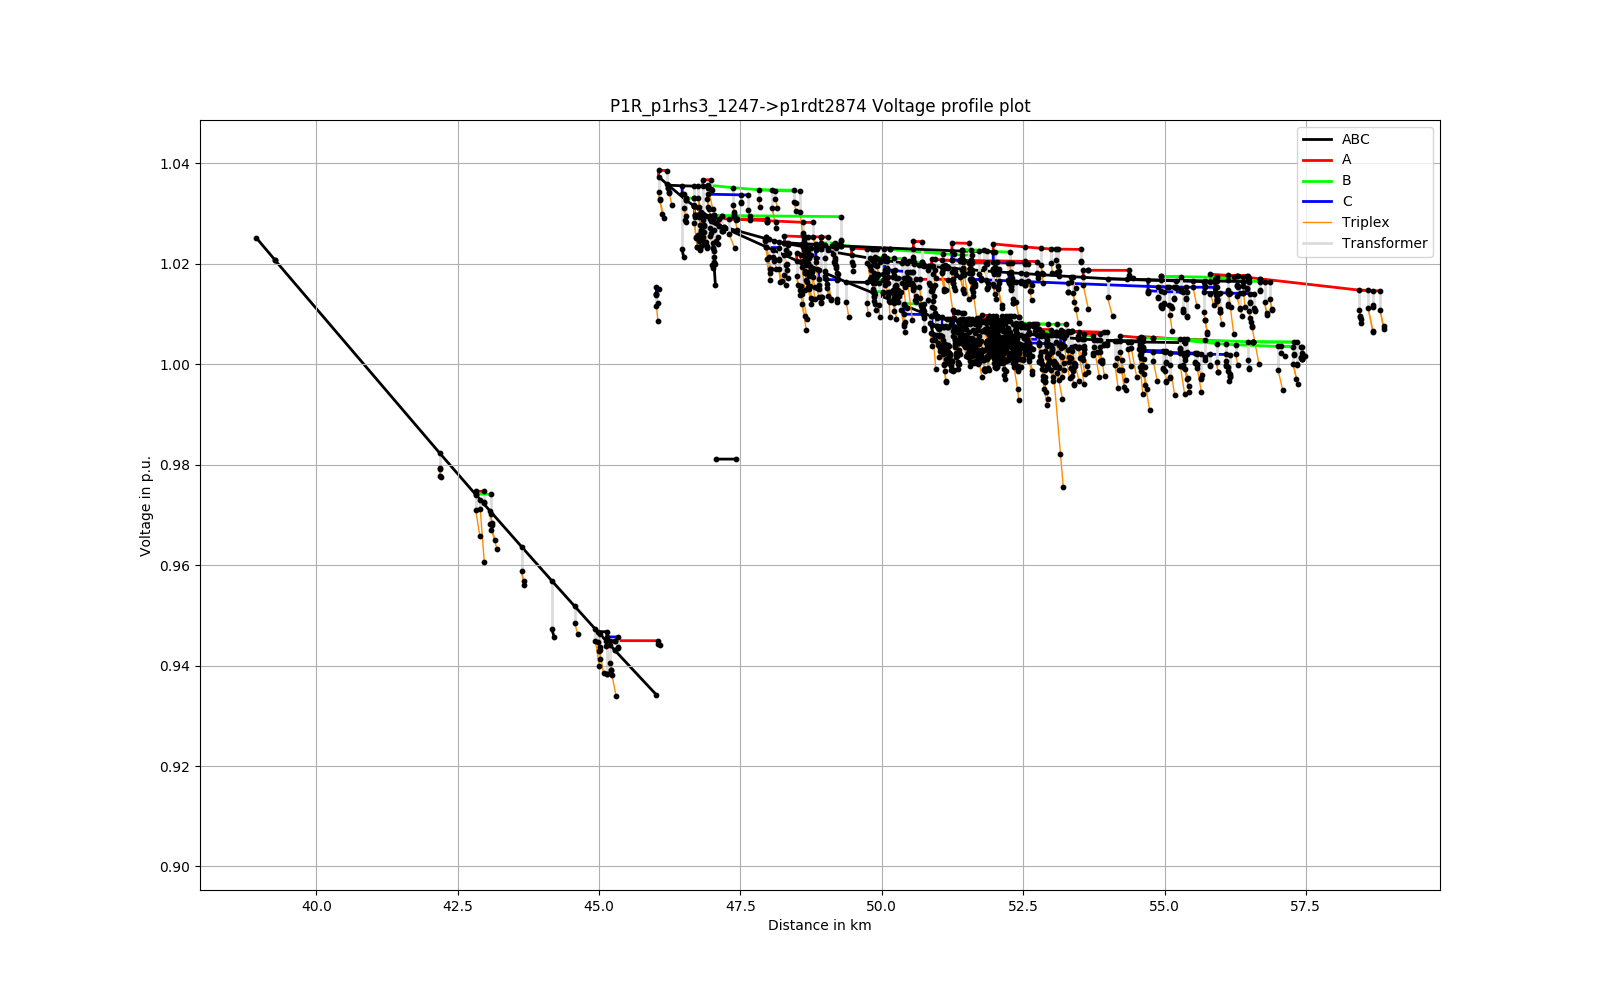 P1R_p1rhs3_1247->p1rdt2874 Voltage profile plot
ABC
A
B
C
Triplex
Transformer
Voltage in p.u.
1.04
1.02
1.00
0.98
0.96
0.94
0.92
0.90
40.0 42.5 45.0 47.5 50.0 52.5 55.0 57.5
Distance in km